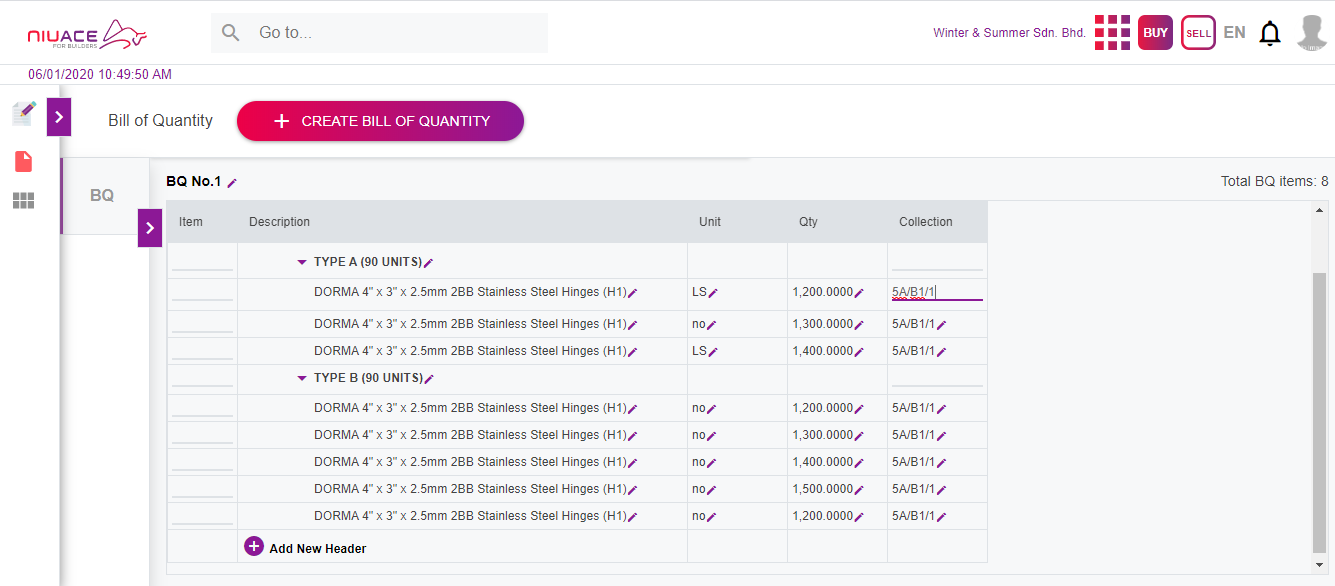 NIUACE
FOR BUILDERS
Go to...
Winter & Summer Sdn. Bhd.
BUY
SELL
EN
06/01/2020 10:49:50 AM
Bill of Quantity
+ CREATE BILL OF QUANTITY
BQ
BQ No.1
Total BQ items: 8
Item Description Unit Qty Collection
TYPE A (90 UNITS)
DORMA 4" x 3" x 2.5mm 2BB Stainless Steel Hinges (H1) LS 1,200.0000 5A/B1/1
DORMA 4" x 3" x 2.5mm 2BB Stainless Steel Hinges (H1) no 1,300.0000 5A/B1/1
DORMA 4" x 3" x 2.5mm 2BB Stainless Steel Hinges (H1) LS 1,400.0000 5A/B1/1
TYPE B (90 UNITS)
DORMA 4" x 3" x 2.5mm 2BB Stainless Steel Hinges (H1) no 1,200.0000 5A/B1/1
DORMA 4" x 3" x 2.5mm 2BB Stainless Steel Hinges (H1) no 1,300.0000 5A/B1/1
DORMA 4" x 3" x 2.5mm 2BB Stainless Steel Hinges (H1) no 1,400.0000 5A/B1/1
DORMA 4" x 3" x 2.5mm 2BB Stainless Steel Hinges (H1) no 1,500.0000 5A/B1/1
DORMA 4" x 3" x 2.5mm 2BB Stainless Steel Hinges (H1) no 1,200.0000 5A/B1/1
+ Add New Header